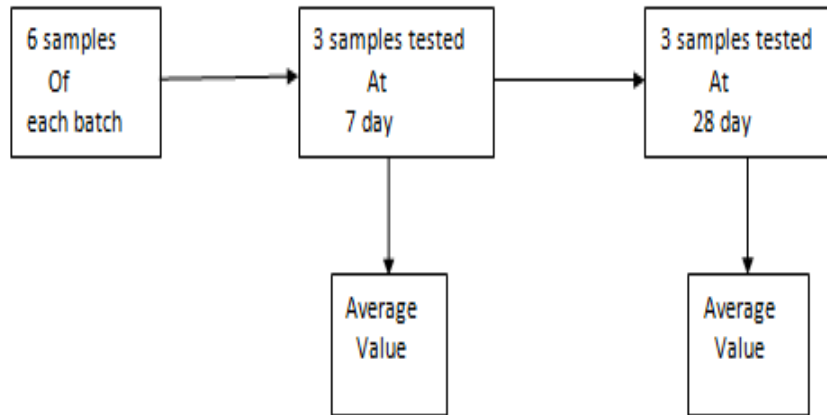 6 samples
Of
each batch
3 samples tested
At
7 day
3 samples tested
At
28 day
Average
Value
Average
Value